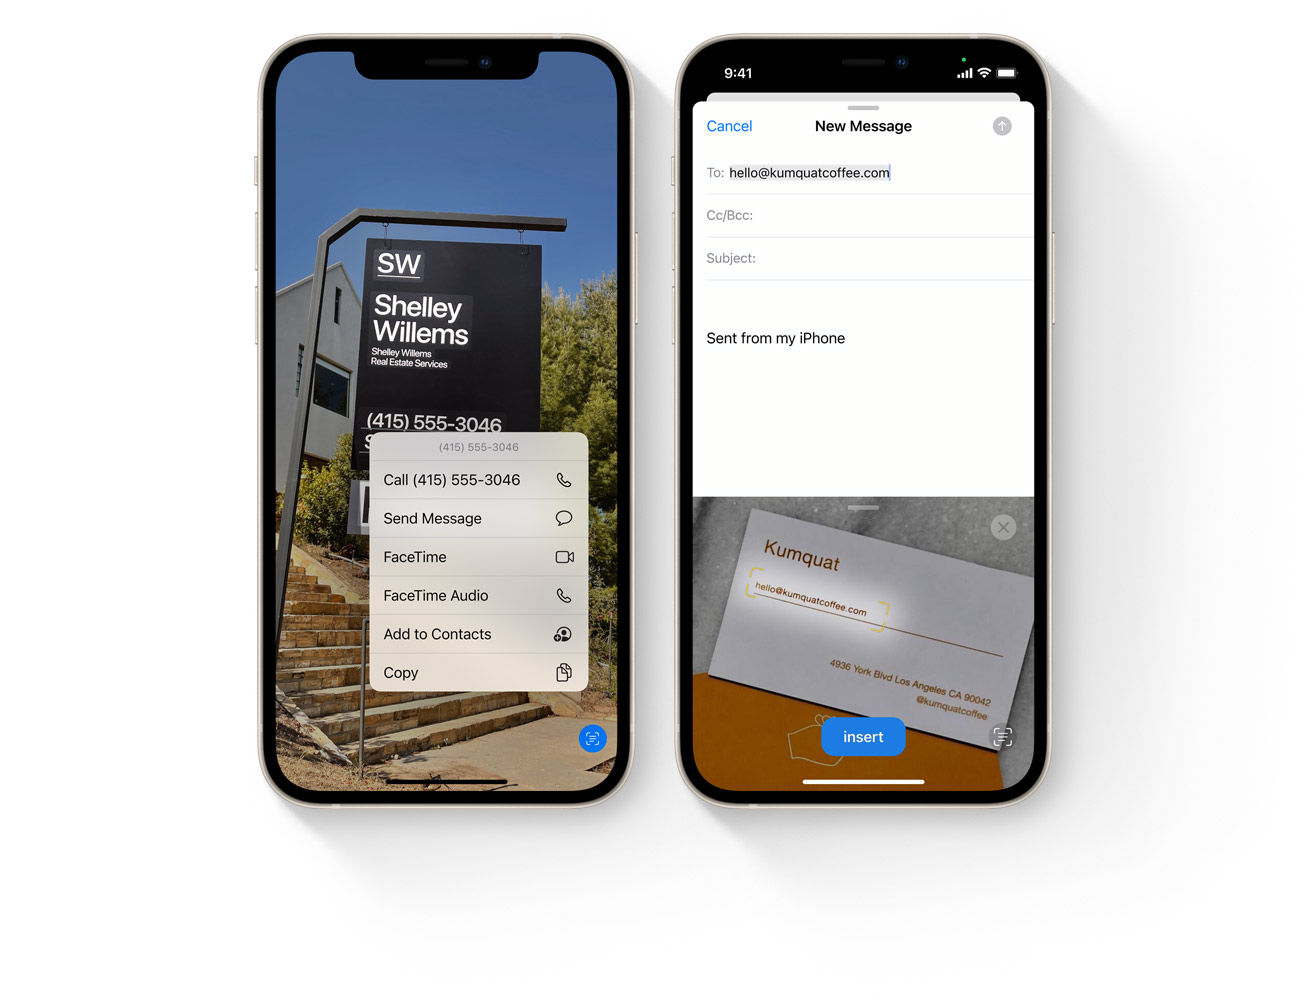 SW
Shelley
Willems
Shelley Willems
Real Estate Services
(415) 555-3046
(415) 555-3046
Call (415) 555-3046
Send Message
FaceTime
FaceTime Audio
Add to Contacts
Copy
9:41
Cancel
New Message
To: hello@kumquatcoffee.com
Cc/Bcc:
Subject:
Sent from my iPhone
Kumquat
hello@kumquatcoffee.com
4936 York Blvd Los Angeles CA 90042
@kumquatcoffee
insert